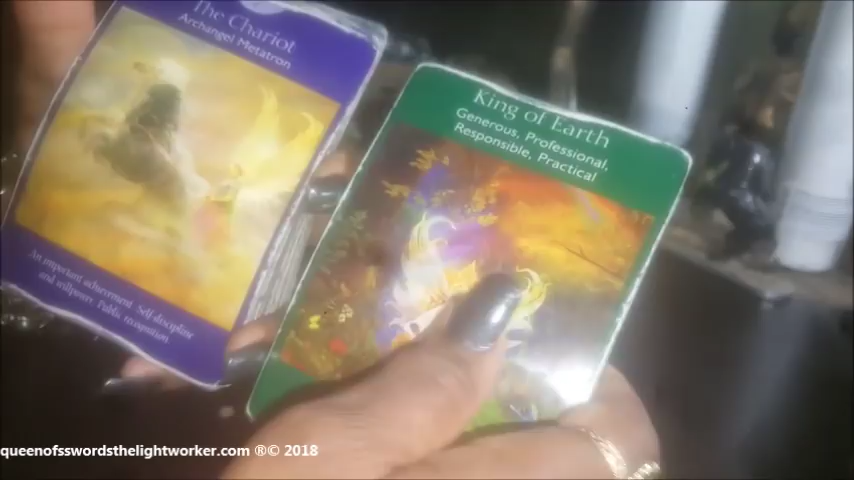 The Chariot
Archangel Metatron
An important achievement Self-discipline
and willpower. Public recognition.
King of Earth
Generous, Professional,
Responsible, Practical
queenofsswordsthelightworker.com ®© 2018